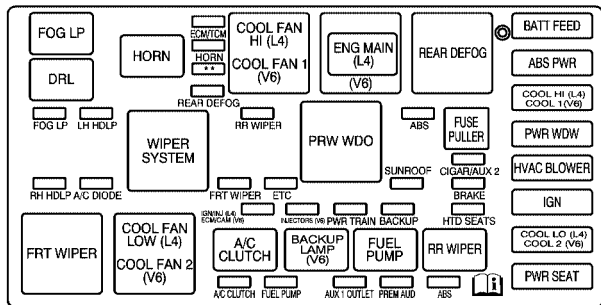 FOG LP
DRL
HORN
ECM/TCM
HORN
**
REAR DEFOG
COOL FAN
HI (L4)
COOL FAN 1
(V6)
ENG MAIN
(L4)
(V6)
REAR DEFOG
BATT FEED
ABS PWR
COOL HI (L4)
COOL 1 (V6)
PWR WDW
HVAC BLOWER
IGN
COOL LO (L4)
COOL 2 (V6)
PWR SEAT
FOG LP
LH HDLP
WIPER
SYSTEM
RR WIPER
PRW WDO
ABS
FUSE
PULLER
SUNROOF
CIGAR/AUX 2
RH HDLP
A/C DIODE
FRT WIPER
ETC
BRAKE
IGN/INJ (L4)
ECM/CAM (V6)
INJECTORS (V6)
PWR TRAIN
BACKUP
HTD SEATS
FRT WIPER
COOL FAN
LOW (L4)
COOL FAN 2
(V6)
A/C
CLUTCH
BACKUP
LAMP
(V6)
FUEL
PUMP
RR WIPER
A/C CLUTCH
FUEL PUMP
AUX 1 OUTLET
PREM AUD
ABS